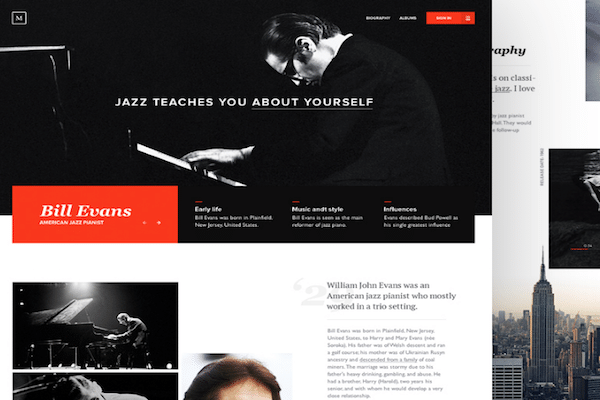 M
BIOGRAPHY ALBUMS SIGN IN
JAZZ TEACHES YOU ABOUT YOURSELF
Bill Evans
AMERICAN JAZZ PIANIST
Early life
Bill Evans was born in Plainfield,
New Jersey, United States.
Music andt style
Bill Evans is seen as the main
reformer of jazz piano.
Influences
Evans described Bud Powell as
his single greatest influence
William John Evans was an
American jazz pianist who mostly
worked in a trio setting.
Bill Evans was born in Plainfield, New Jersey,
United States, to Harry and Mary Evans (née
Soroka). His father was of Welsh descent and ran
a golf course; his mother was of Ukrainian Rusyn
ancestry and descended from a family of coal
miners. The marriage was stormy due to his
father's heavy drinking, gambling, and abuse. He
had a brother, Harry (Harold), two years his
senior, and with whom he would develop a very
close relationship.
raphy
ts on classi-
jazz. I love
jazz pianist
Hall. They would
follow-up
RELEASE DATE: 1962